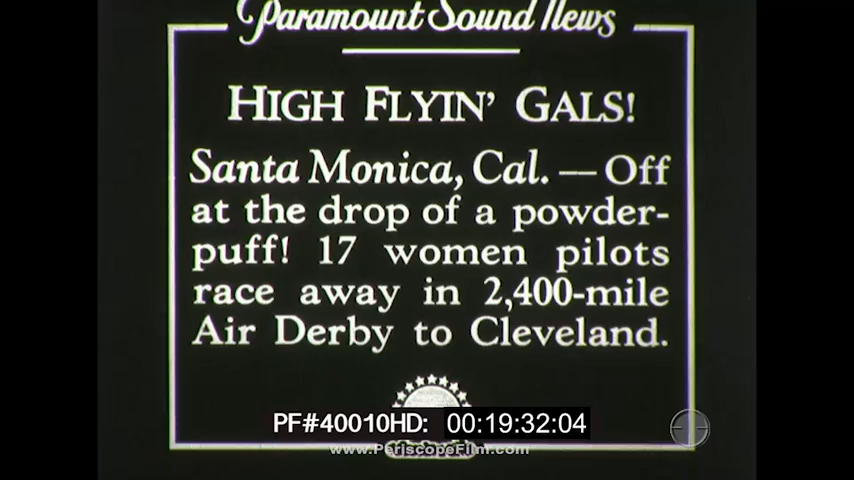 Paramount Sound News
HIGH FLYIN' GALS!
Santa Monica, Cal. — Off
at the drop of a powder-
puff! 17 women pilots
race away in 2,400-mile
Air Derby to Cleveland.
PF#40010HD: 00:19:32:04
www.PeriscopeFilm.com